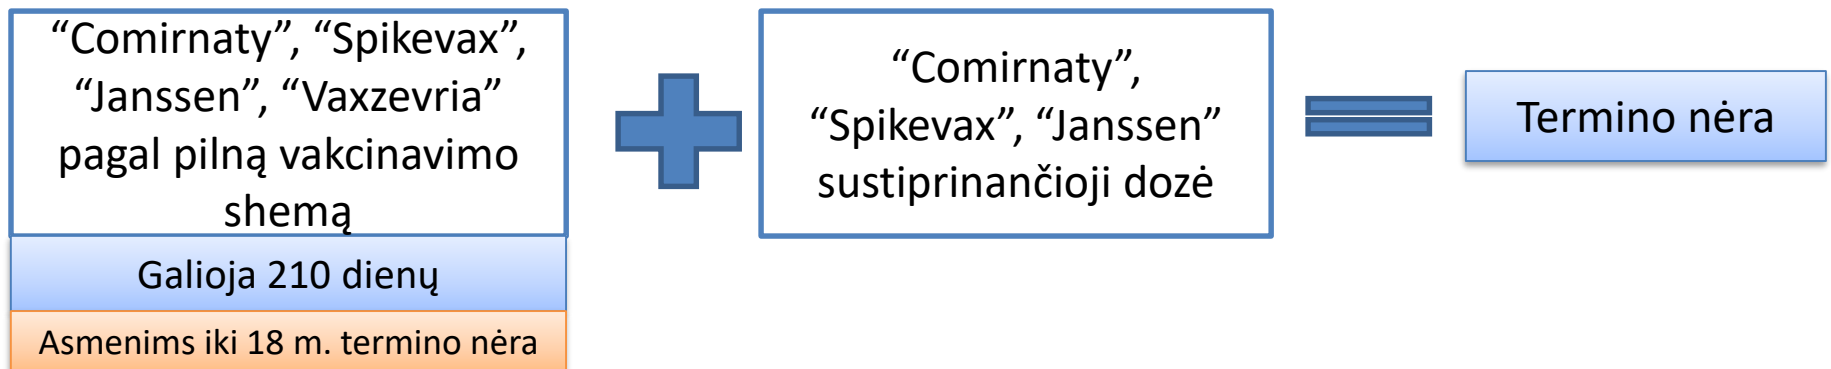 “Comirnaty”, “Spikevax”,
“Janssen”, “Vaxzevria”
pagal pilną vakcinavimo
shemą
Galioja 210 dienų
Asmenims iki 18 m. termino nėra
“Comirnaty”,
“Spikevax”, “Janssen”
sustiprinančioji dozė
Termino nėra